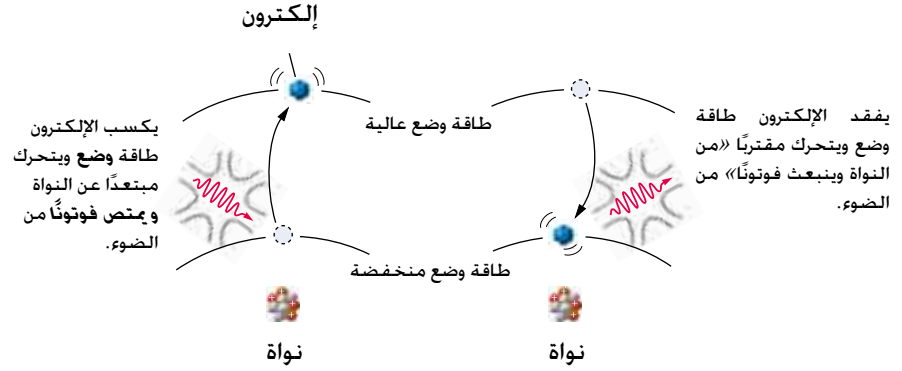 إلكترون
يفقد الإلكترون طاقة
وضع ويتحرك مقتربًا «من
النواة وينبعث فوتونًا» من
الضوء.
طاقة وضع عالية
يكسب الإلكترون
طاقة وضع ويتحرك
مبتعدًا عن النواة
ويمتص فوتونًا من
الضوء.
طاقة وضع منخفضة
نواة
نواة